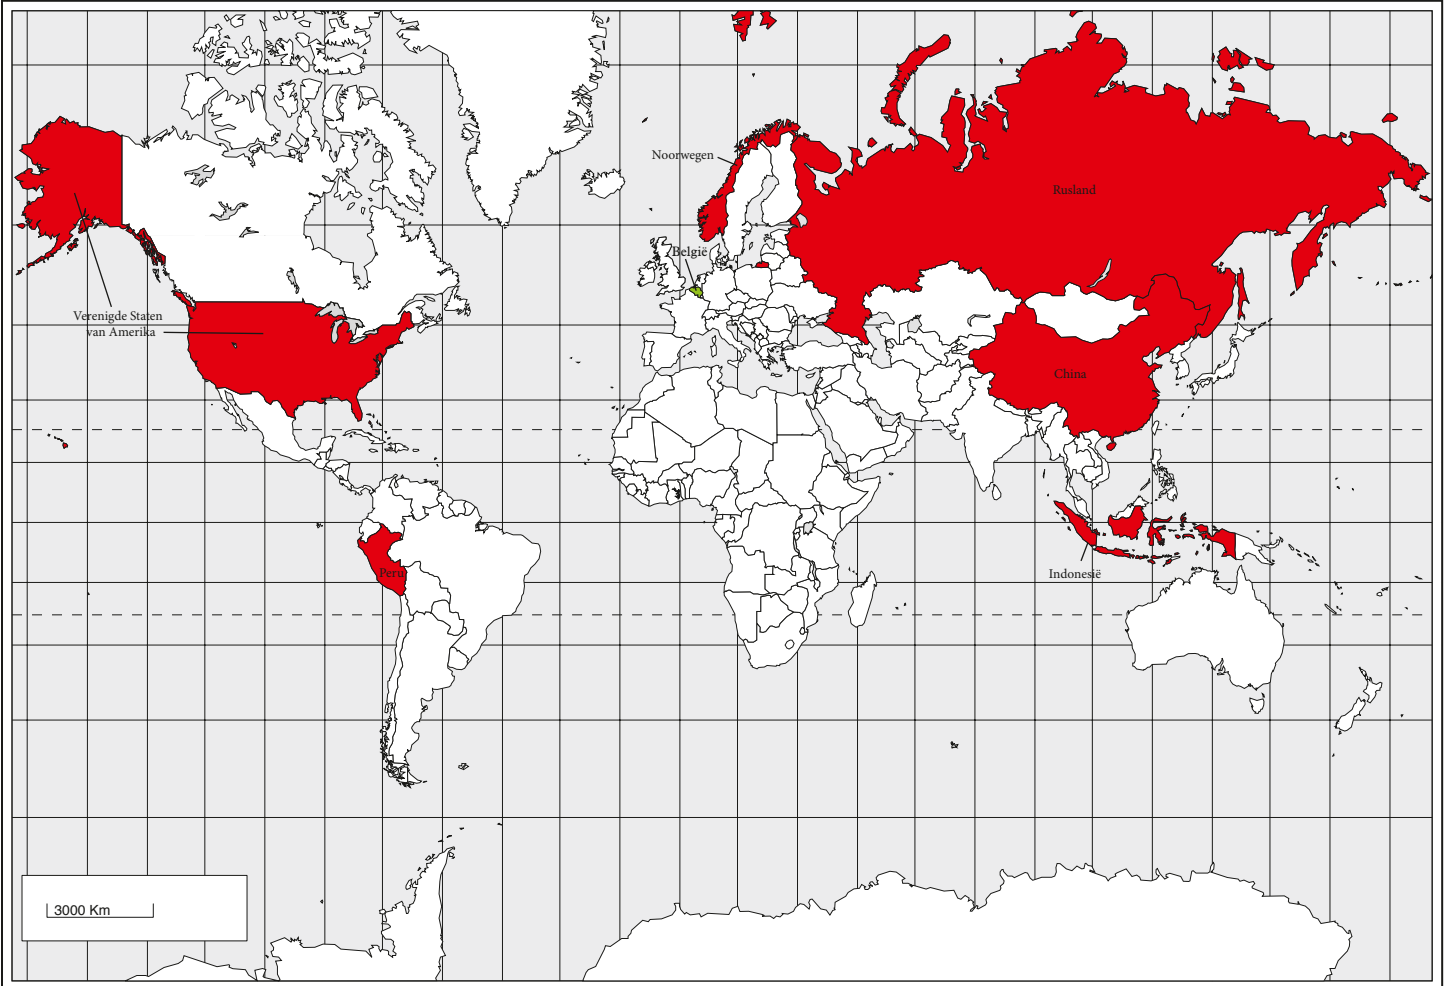 Noorwegen
Rusland
België
Verenigde Staten
van Amerika
China
Peru
Indonesië
3000 Km